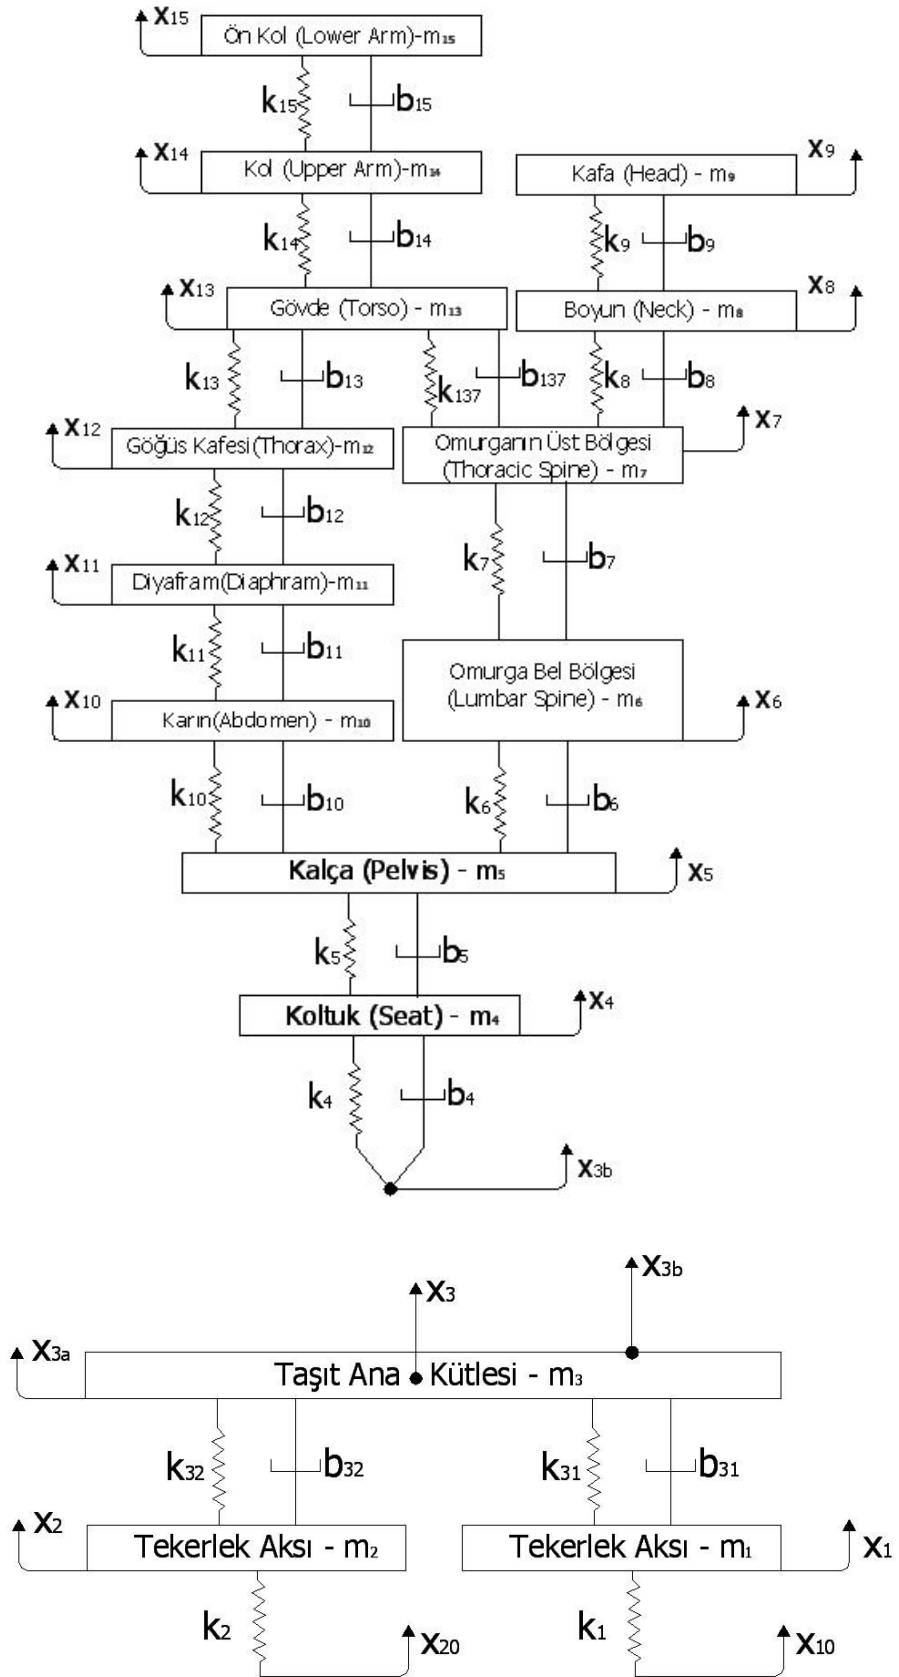 x15
Ön Kol (Lower Arm)-m15
k15 b15
x14
Kol (Upper Arm)-m14
x9
Kafa (Head) - m9
k14 b14
k9 b9
x13
Gövde (Torso) - m13
x8
Boyun (Neck) - m8
k13 b13 k137 b137 k8 b8
x12
Göğüs Kafesi(Thorax)-m12
Omurganın Üst Bölgesi
(Thoracic Spine) - m7
x7
k12 b12
k7 b7
x11
Diyafram(Diaphram)-m11
k11 b11
Omurga Bel Bölgesi
(Lumbar Spine) - m6
x6
x10
Karın(Abdomen) - m10
k10 b10
k6 b6
Kalça (Pelvis) - m5
x5
k5 b5
Koltuk (Seat) - m4
x4
k4 b4
x3b
x3b
x3
x3a
Taşıt Ana Kütlesi - m3
k32 b32 k31 b31
x2
Tekerlek Aksı - m2
Tekerlek Aksı - m1
x1
k2 x20
k1 x10